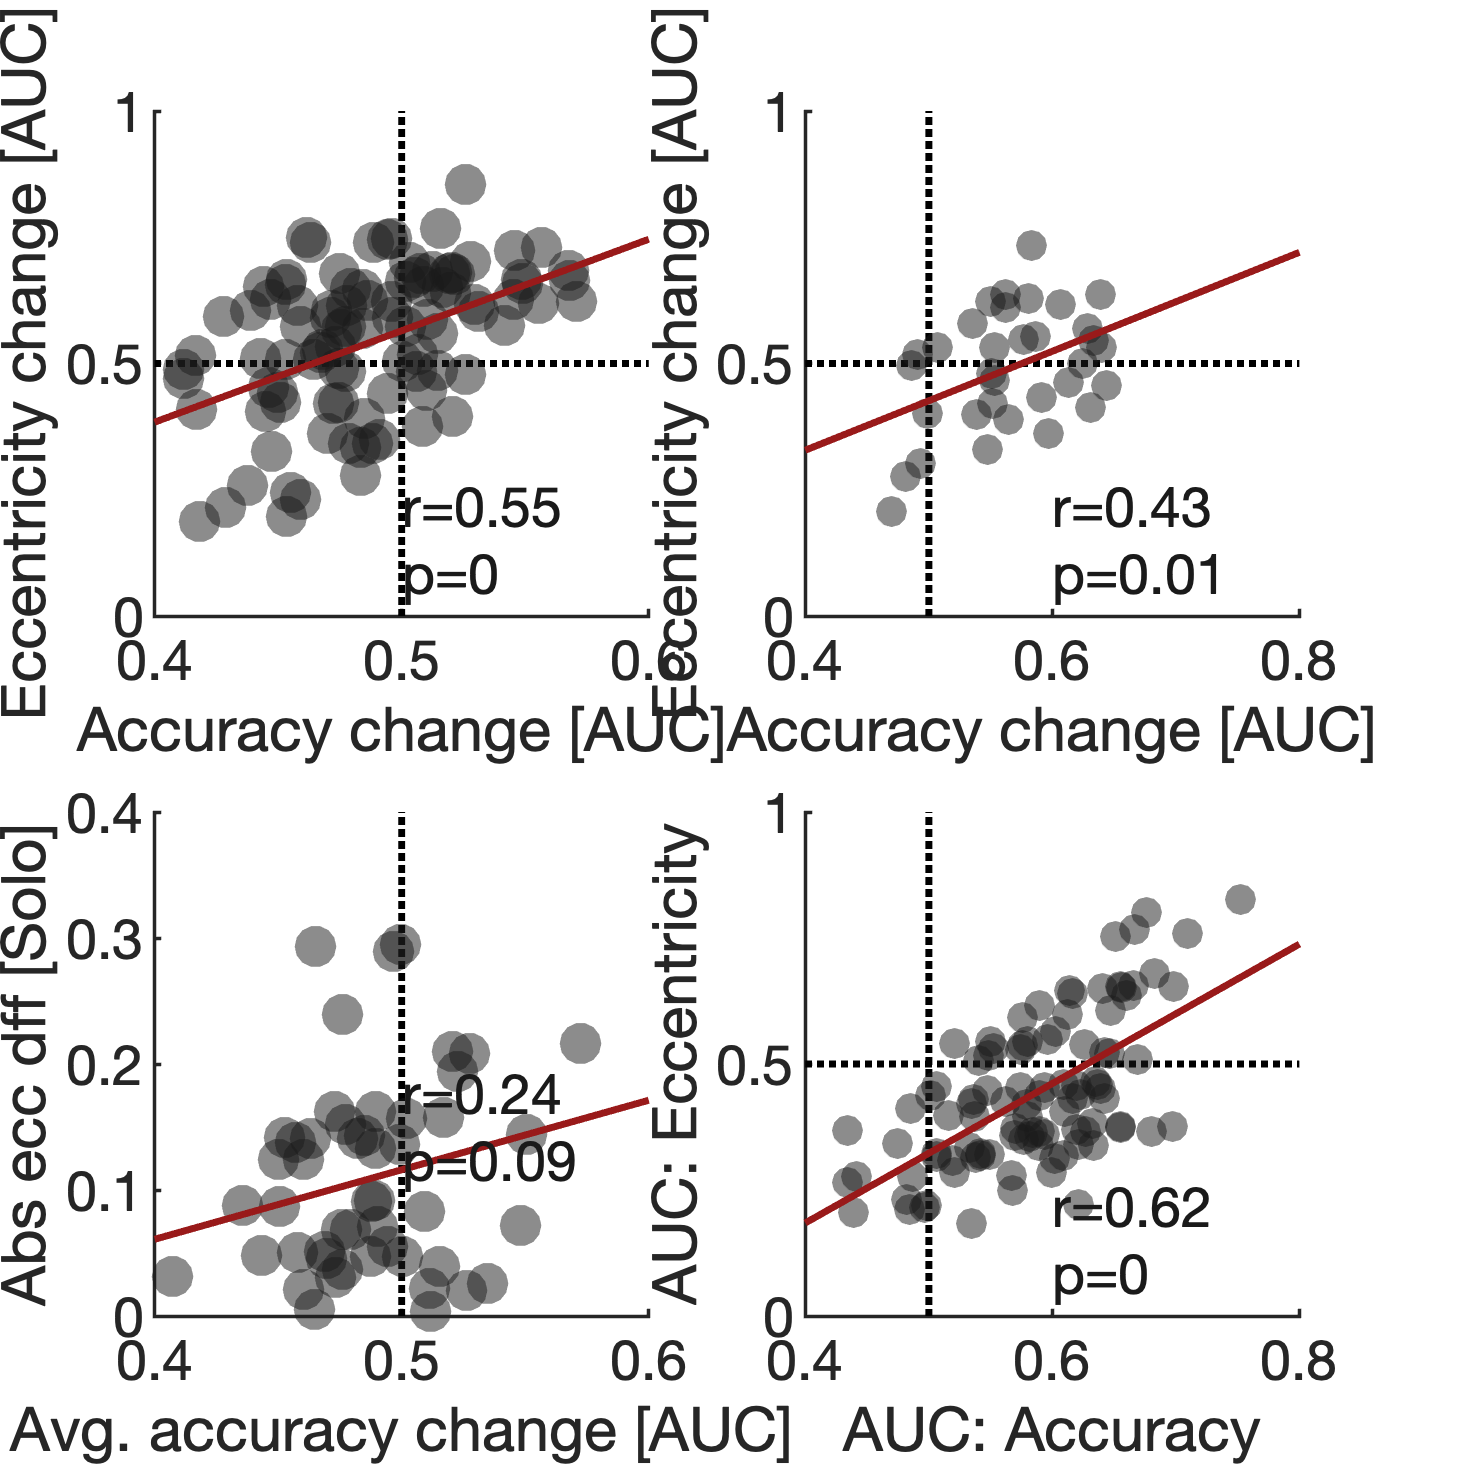 Eccentricity change [AUC]
1
0.5
0
0.4
0.5
0.6
r=0.55
p=0
Accuracy change [AUC]
Eccentricity change [AUC]
1
0.5
0
0.4
0.6
0.8
r=0.43
p=0.01
Accuracy change [AUC]
Abs ecc dff [Solo]
0.4
0.3
0.2
0.1
0
0.4
0.5
0.6
r=0.24
p=0.09
Avg. accuracy change [AUC]
AUC: Eccentricity
1
0.5
0
0.4
0.6
0.8
r=0.62
p=0
AUC: Accuracy